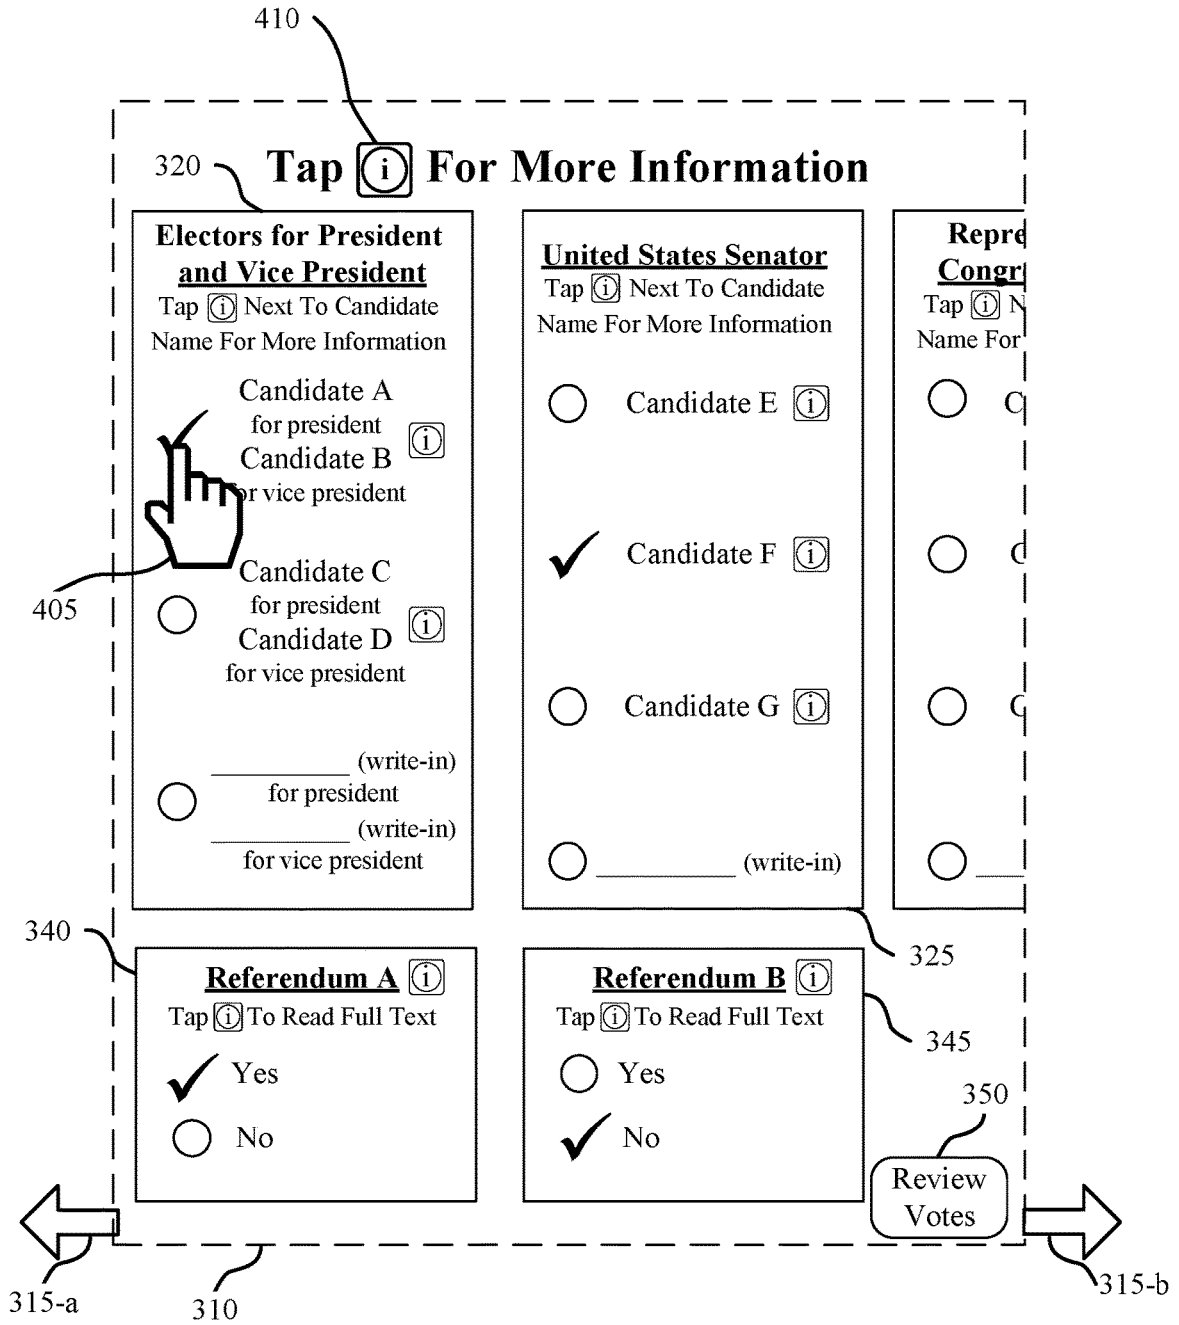 410
320
Tap i For More Information
Electors for President
and Vice President
Tap i Next To Candidate
Name For More Information
Candidate A
for president
Candidate B
i
for vice president
405
Candidate C
for president
Candidate D
i
for vice president
(write-in)
for president
(write-in)
for vice president
United States Senator
Tap i Next To Candidate
Name For More Information
Candidate E i
Candidate F i
Candidate G i
(write-in)
Repre
Congr
Tap i N
Name For
C
C
C
325
340
Referendum A i
Tap i To Read Full Text
Yes
No
Referendum B i
Tap i To Read Full Text
Yes
No
345
350
Review
Votes
315-a
310
315-b